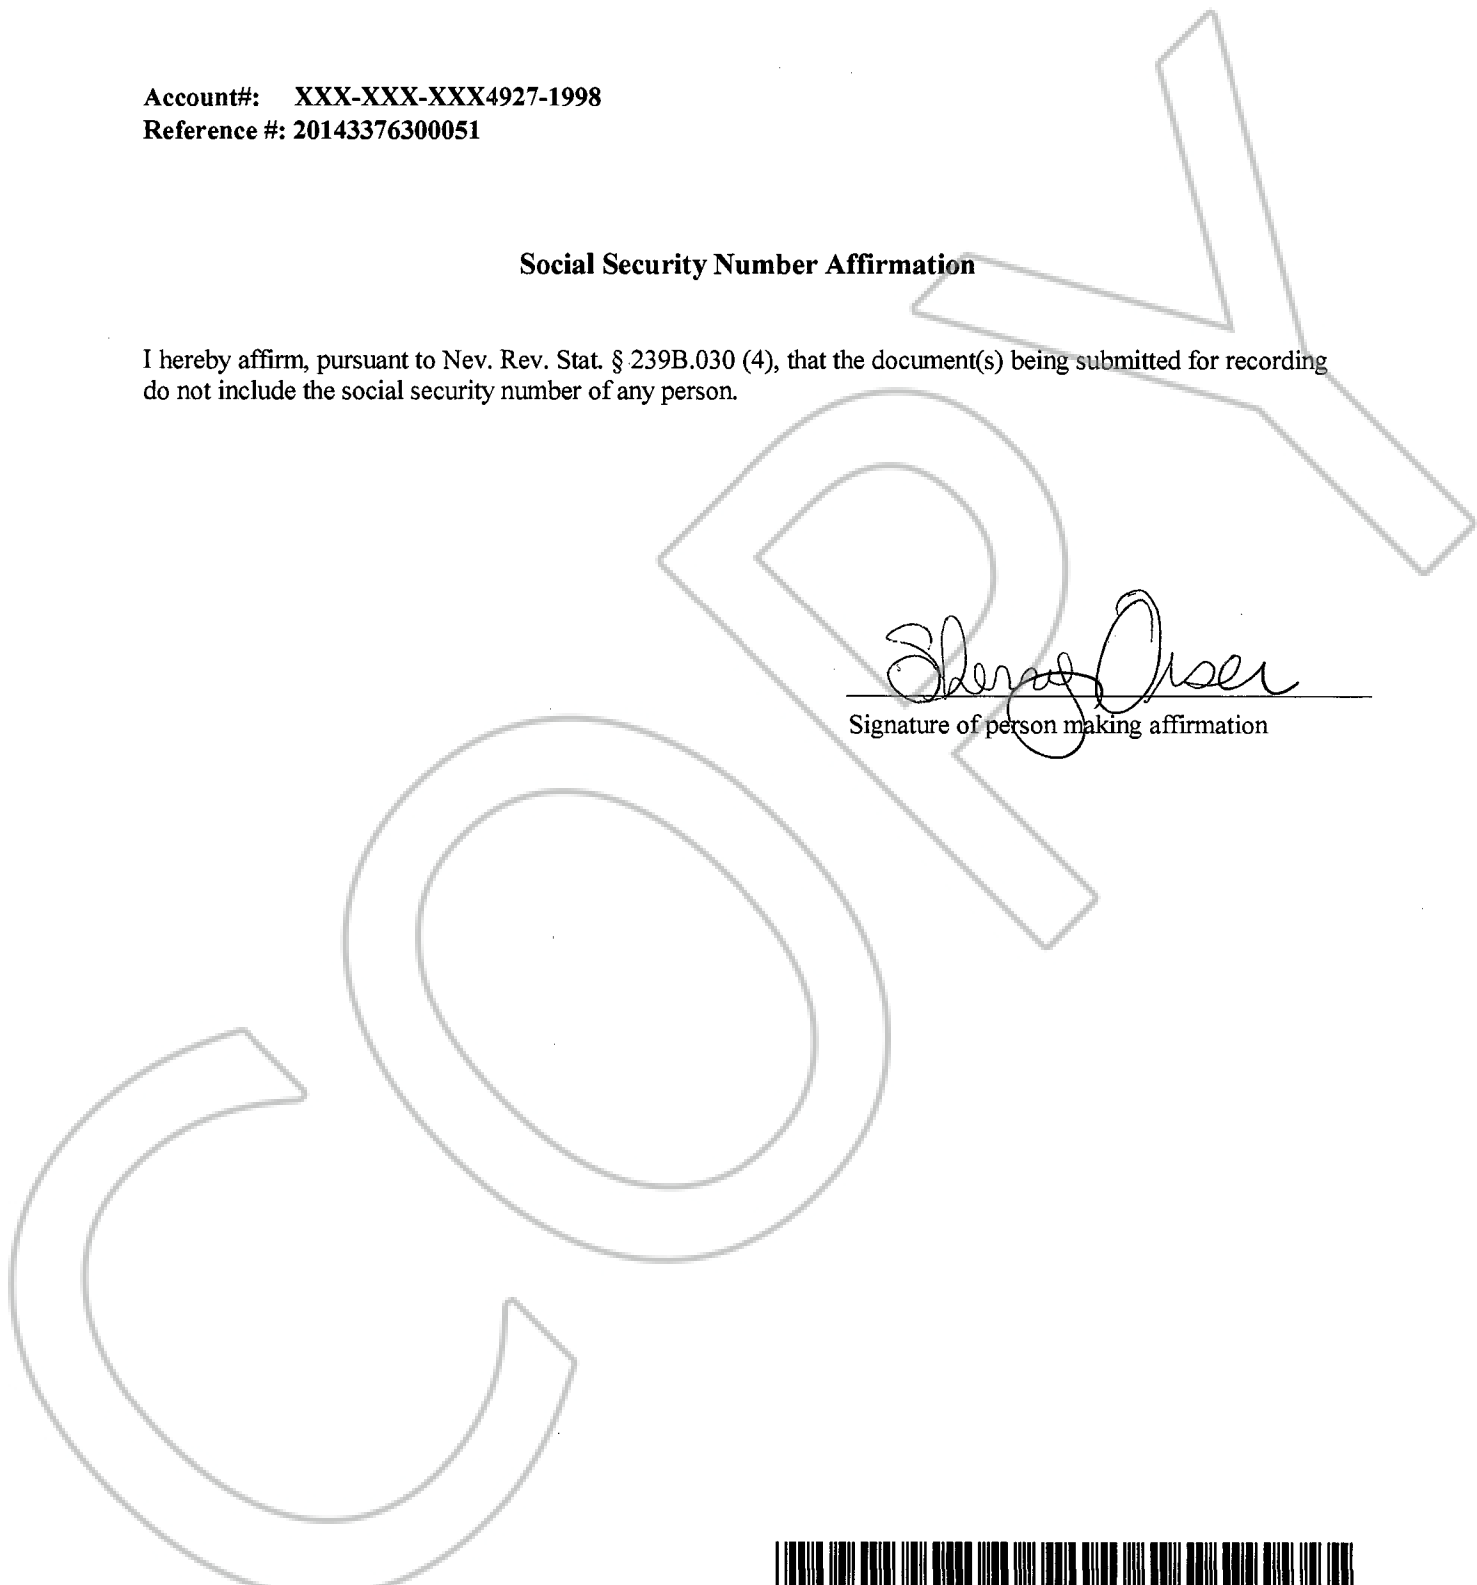 Account#: XXX-XXX-XXX4927-1998
Reference #: 20143376300051
Social Security Number Affirmation
I hereby affirm, pursuant to Nev. Rev. Stat. § 239B.030 (4), that the document(s) being submitted for recording
do not include the social security number of any person.
Sherry Orser
Signature of person making affirmation
COPY